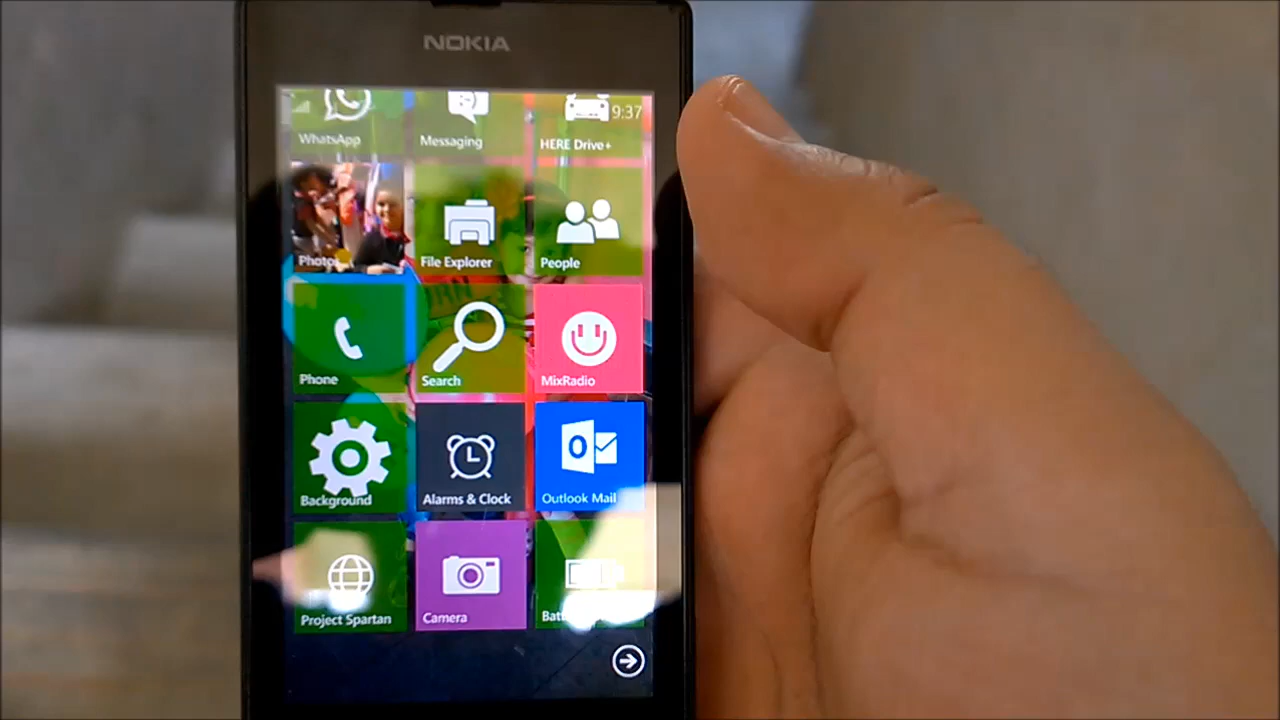 NOKIA
9:37
WhatsApp
Messaging
HERE Drive+
Photos
File Explorer
People
Phone
Search
MixRadio
Background
Alarms & Clock
Outlook Mail
Project Spartan
Camera